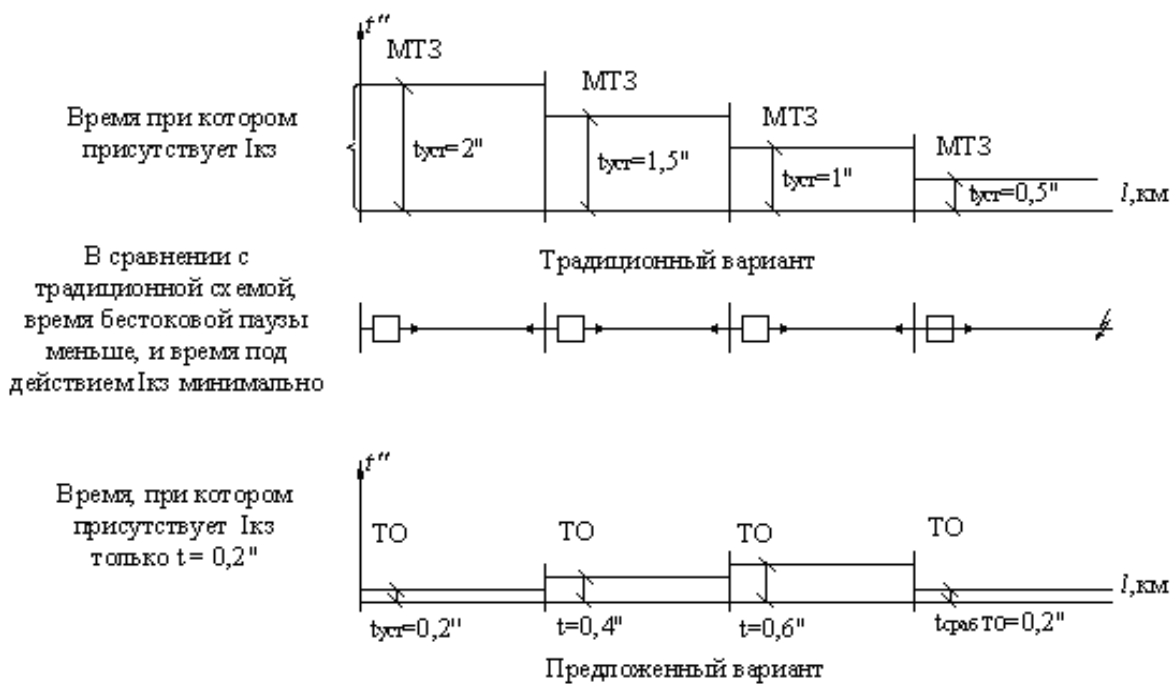 t″
МТЗ
МТЗ
МТЗ
МТЗ
Время при котором
присутствует Iкз
tуст=2"
tуст=1,5"
tуст=1"
tуст=0,5"
l,км
Традиционный вариант
В сравнении с
традиционной схемой,
время бестоковой паузы
меньше, и время под
действием Iкз минимально
t″
Время, при котором
присутствует Iкз
только t = 0,2"
ТО
ТО
ТО
ТО
l,км
tуст=0,2"
t=0,4"
t=0,6"
tсраб ТО=0,2"
Предложенный вариант